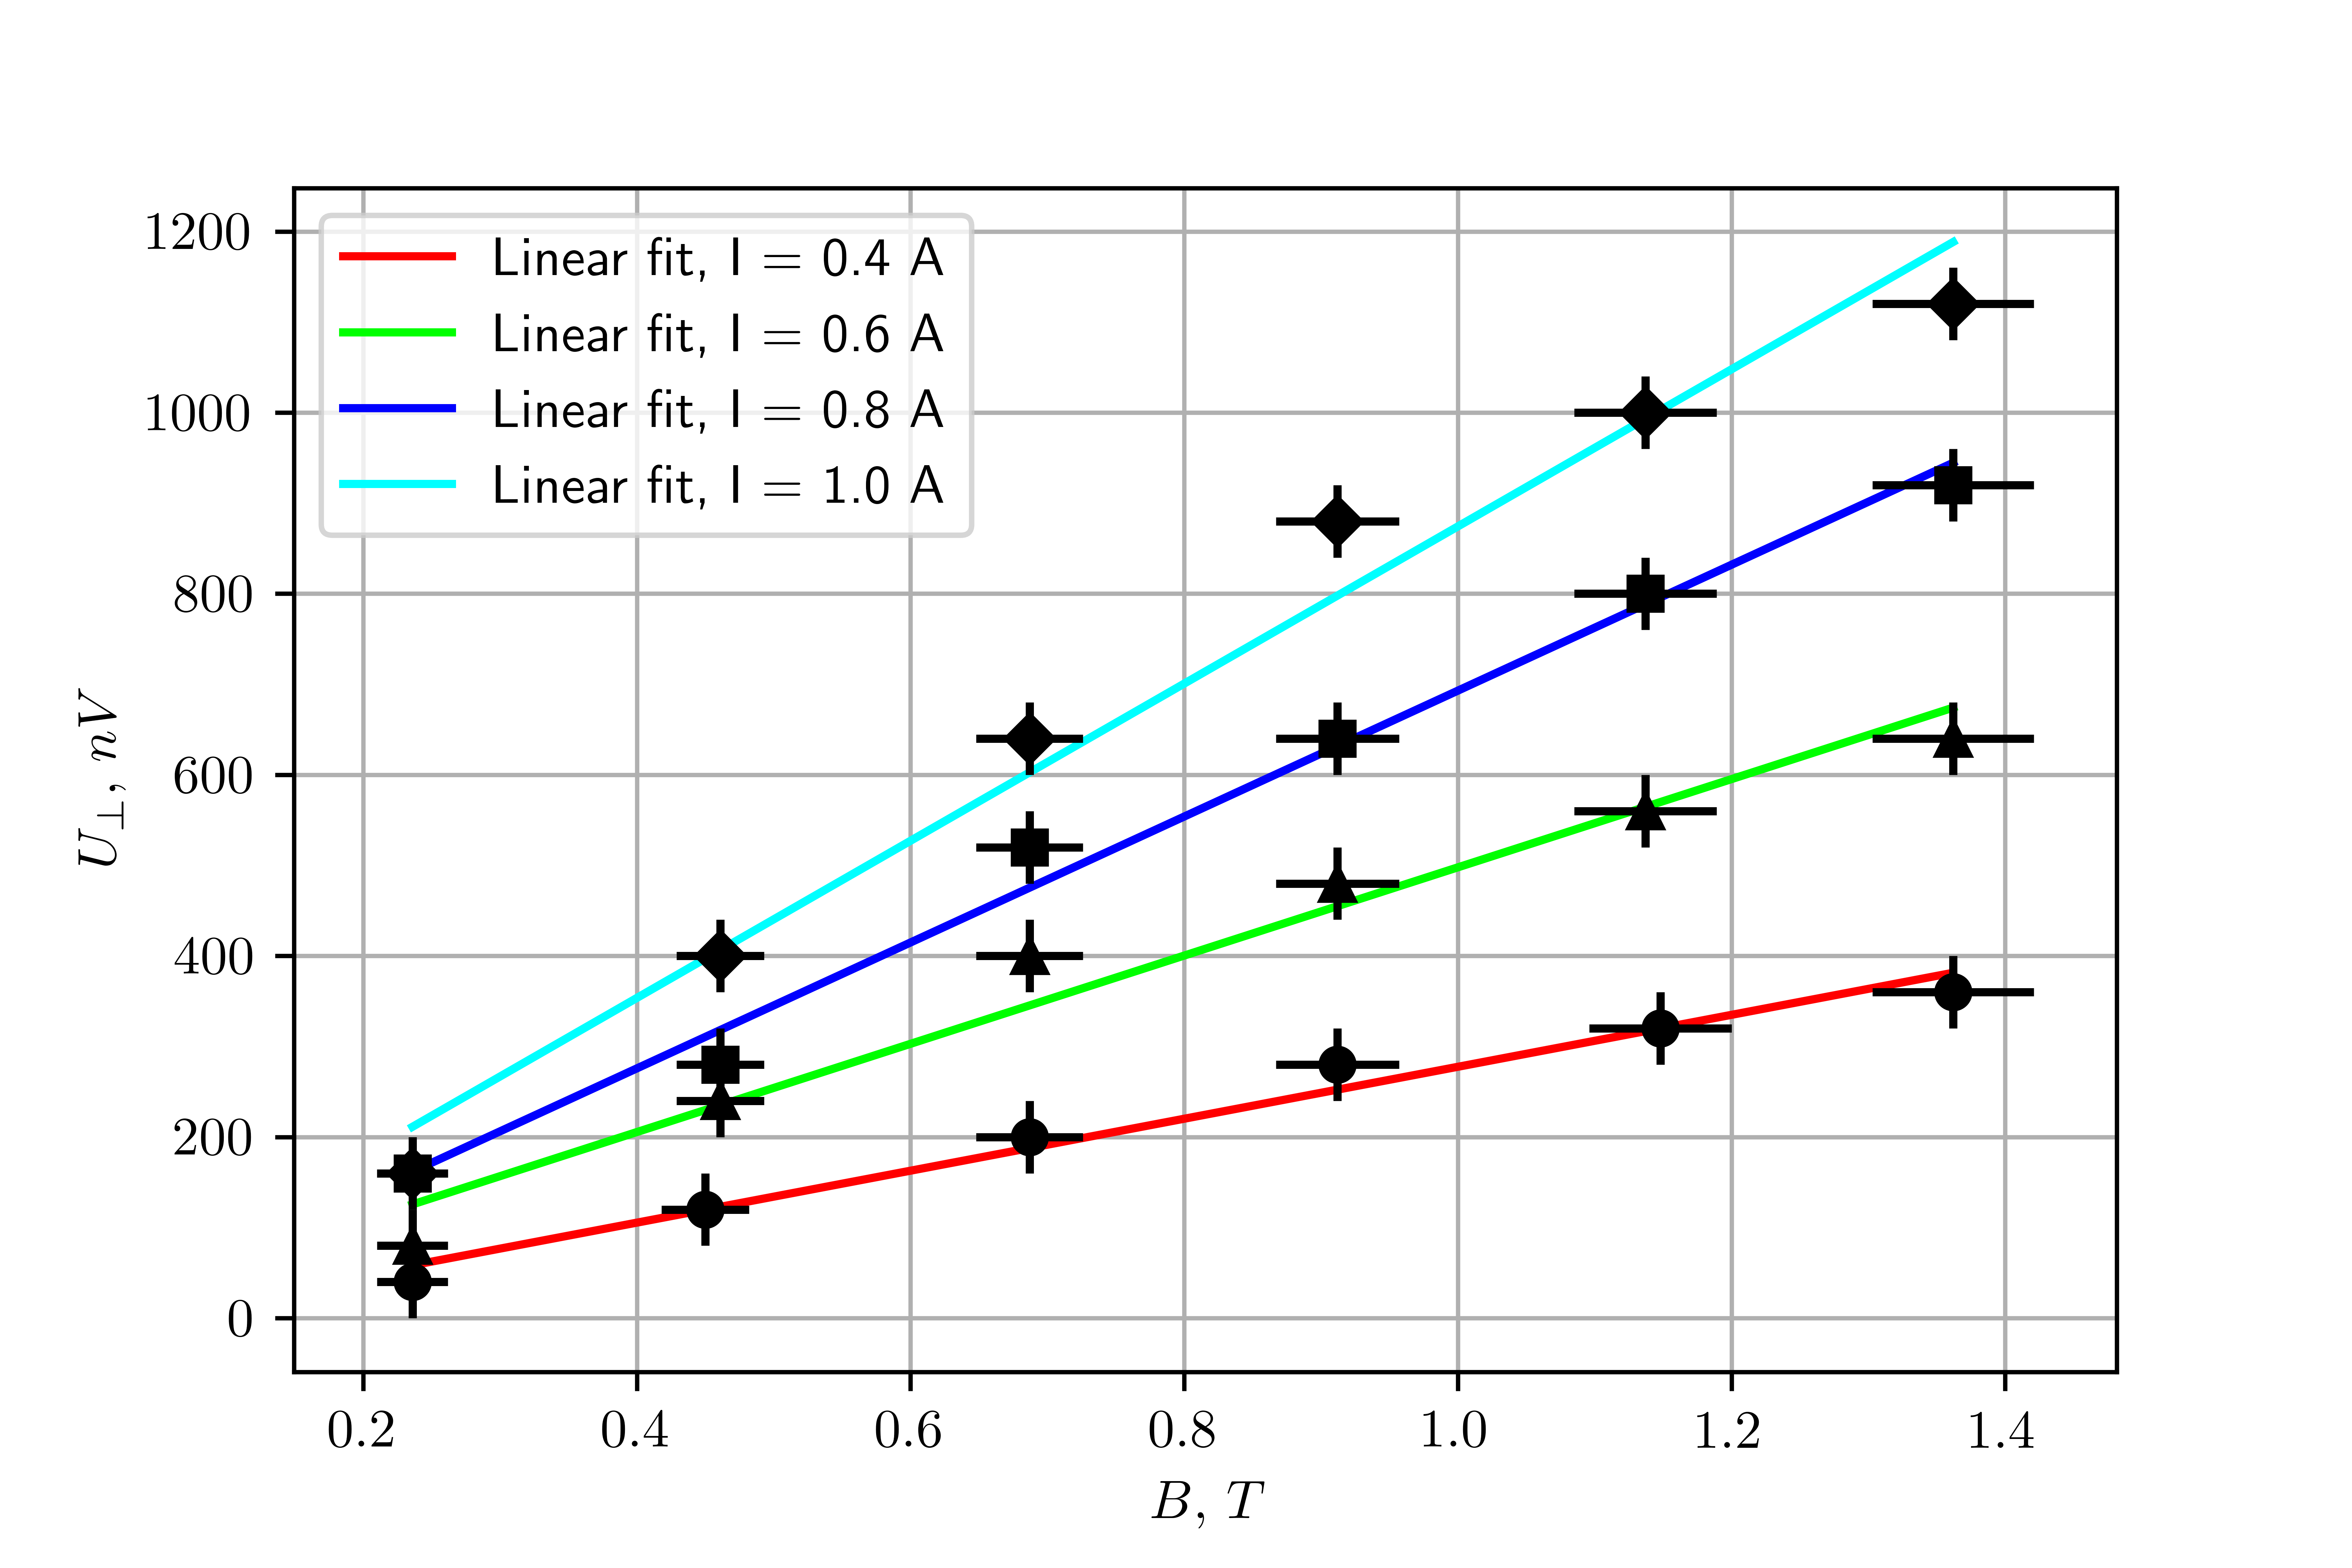 1200
1000
800
600
400
200
0
U⊥, nV
Linear fit, I = 0.4 A
Linear fit, I = 0.6 A
Linear fit, I = 0.8 A
Linear fit, I = 1.0 A
0.2 0.4 0.6 0.8 1.0 1.2 1.4
B, T